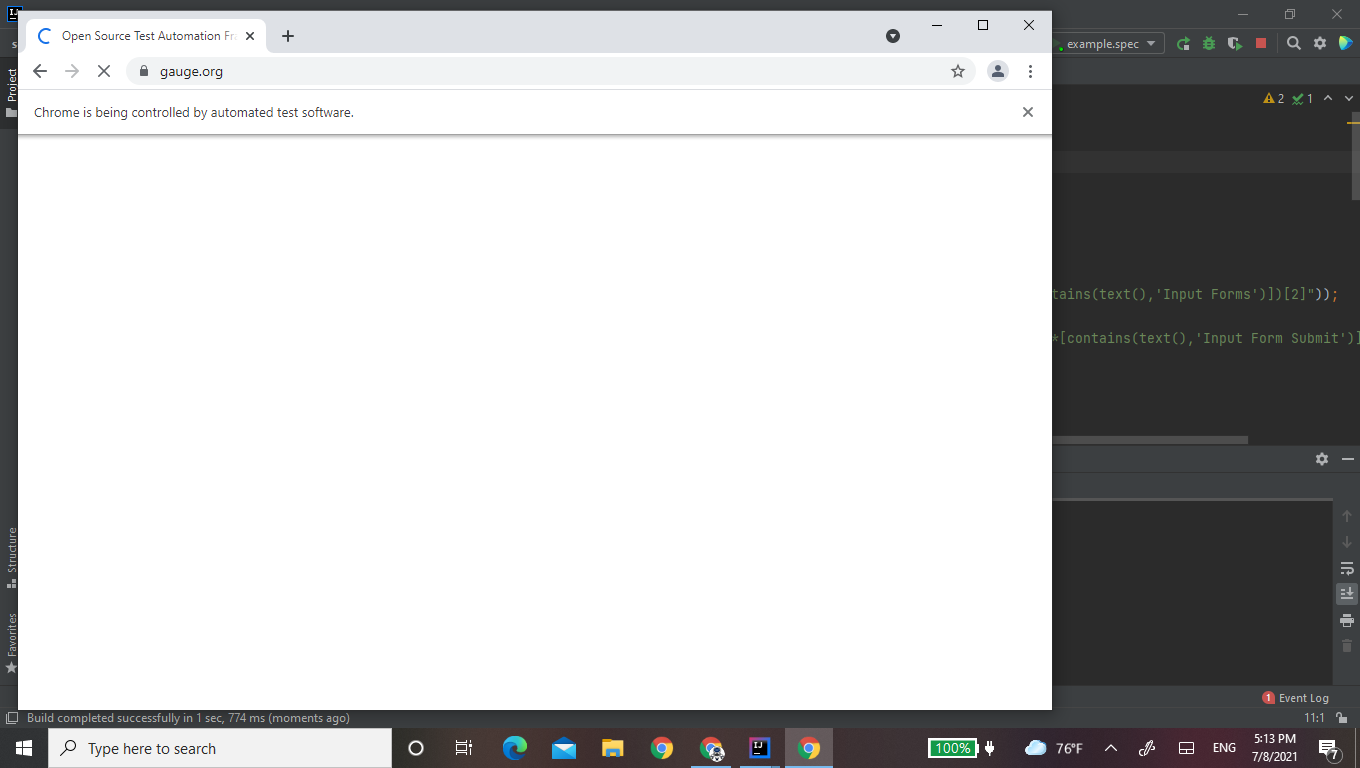 Open Source Test Automation Fr
gauge.org
Chrome is being controlled by automated test software.
example.spec
Project
2
1
tains(text(),'Input Forms')])[2]"));
*[contains(text(),'Input Form Submit')]
Structure
Favorites
1 Event Log
Build completed successfully in 1 sec, 774 ms (moments ago)
11:1
Type here to search
100%
76°F
ENG
5:13 PM
7/8/2021
7